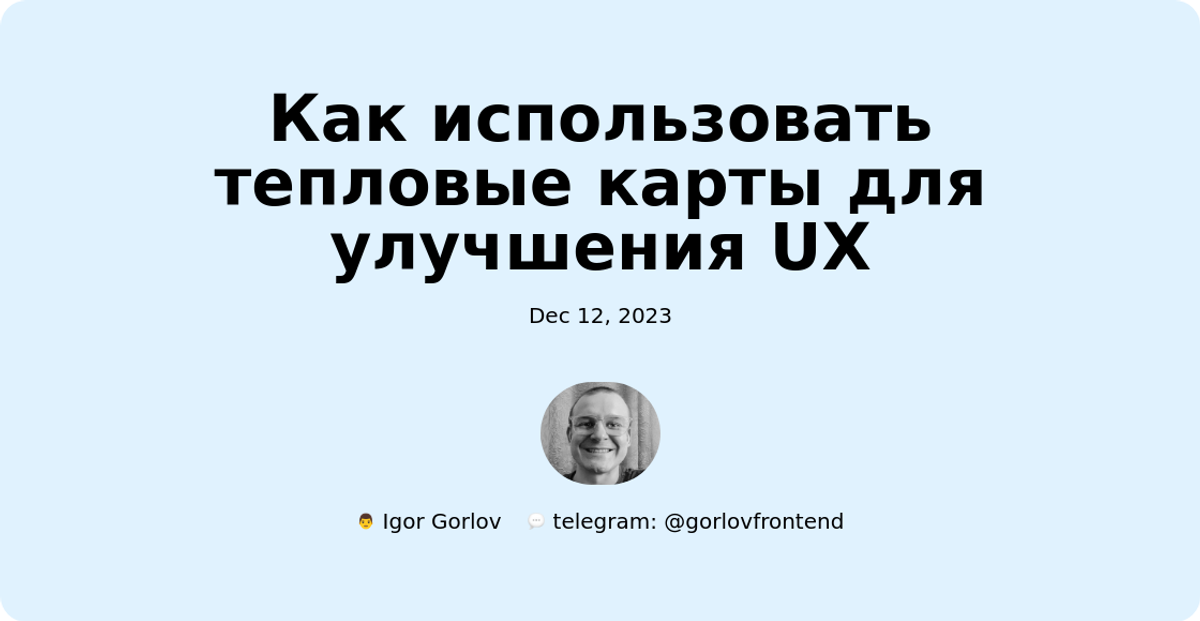 Как использовать
тепловые карты для
улучшения UX
Dec 12, 2023
👨 Igor Gorlov 💬 telegram: @gorlovfrontend